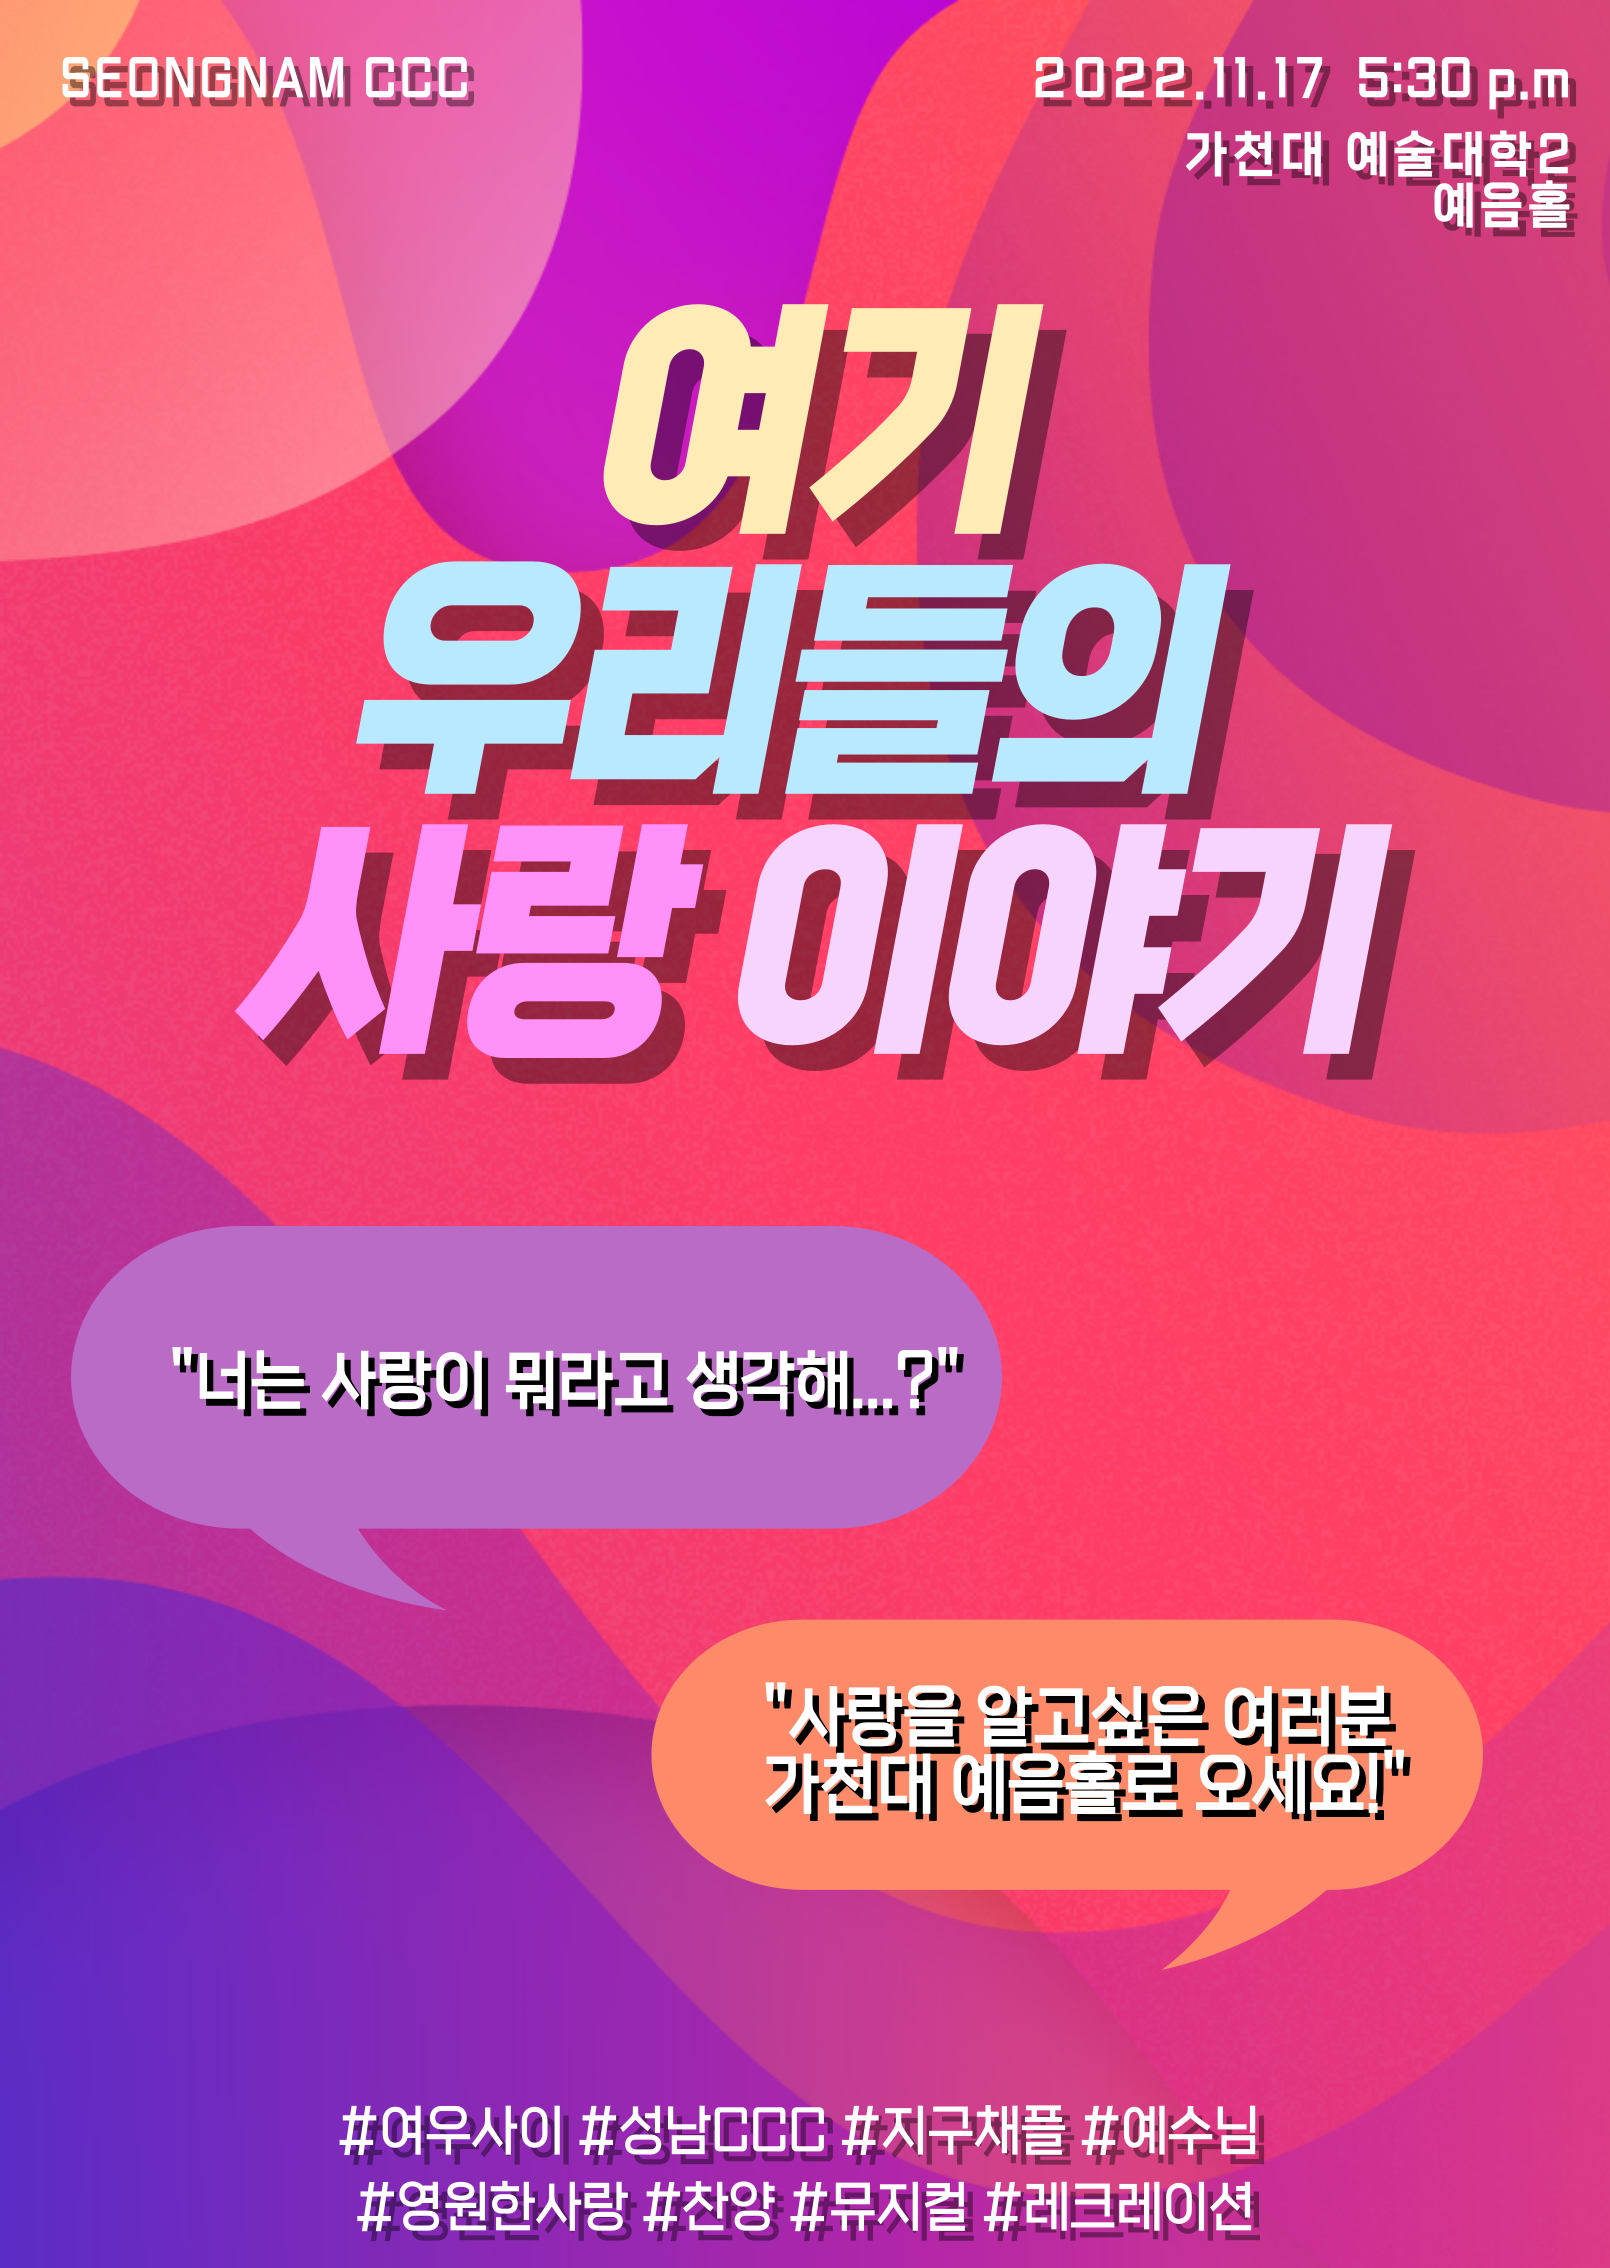 SEONGNAM CCC
2022.11.17 5:30 p.m
가천대 예술대학2
예음홀
여기
우리들의
사랑 이야기
"너는 사랑이 뭐라고 생각해...?"
"사랑을 알고싶은 여러분
가천대 예음홀로 오세요!"
#여우사이 #성남CCC #지구채플 #예수님
#영원한사랑 #찬양 #뮤지컬 #레크레이션